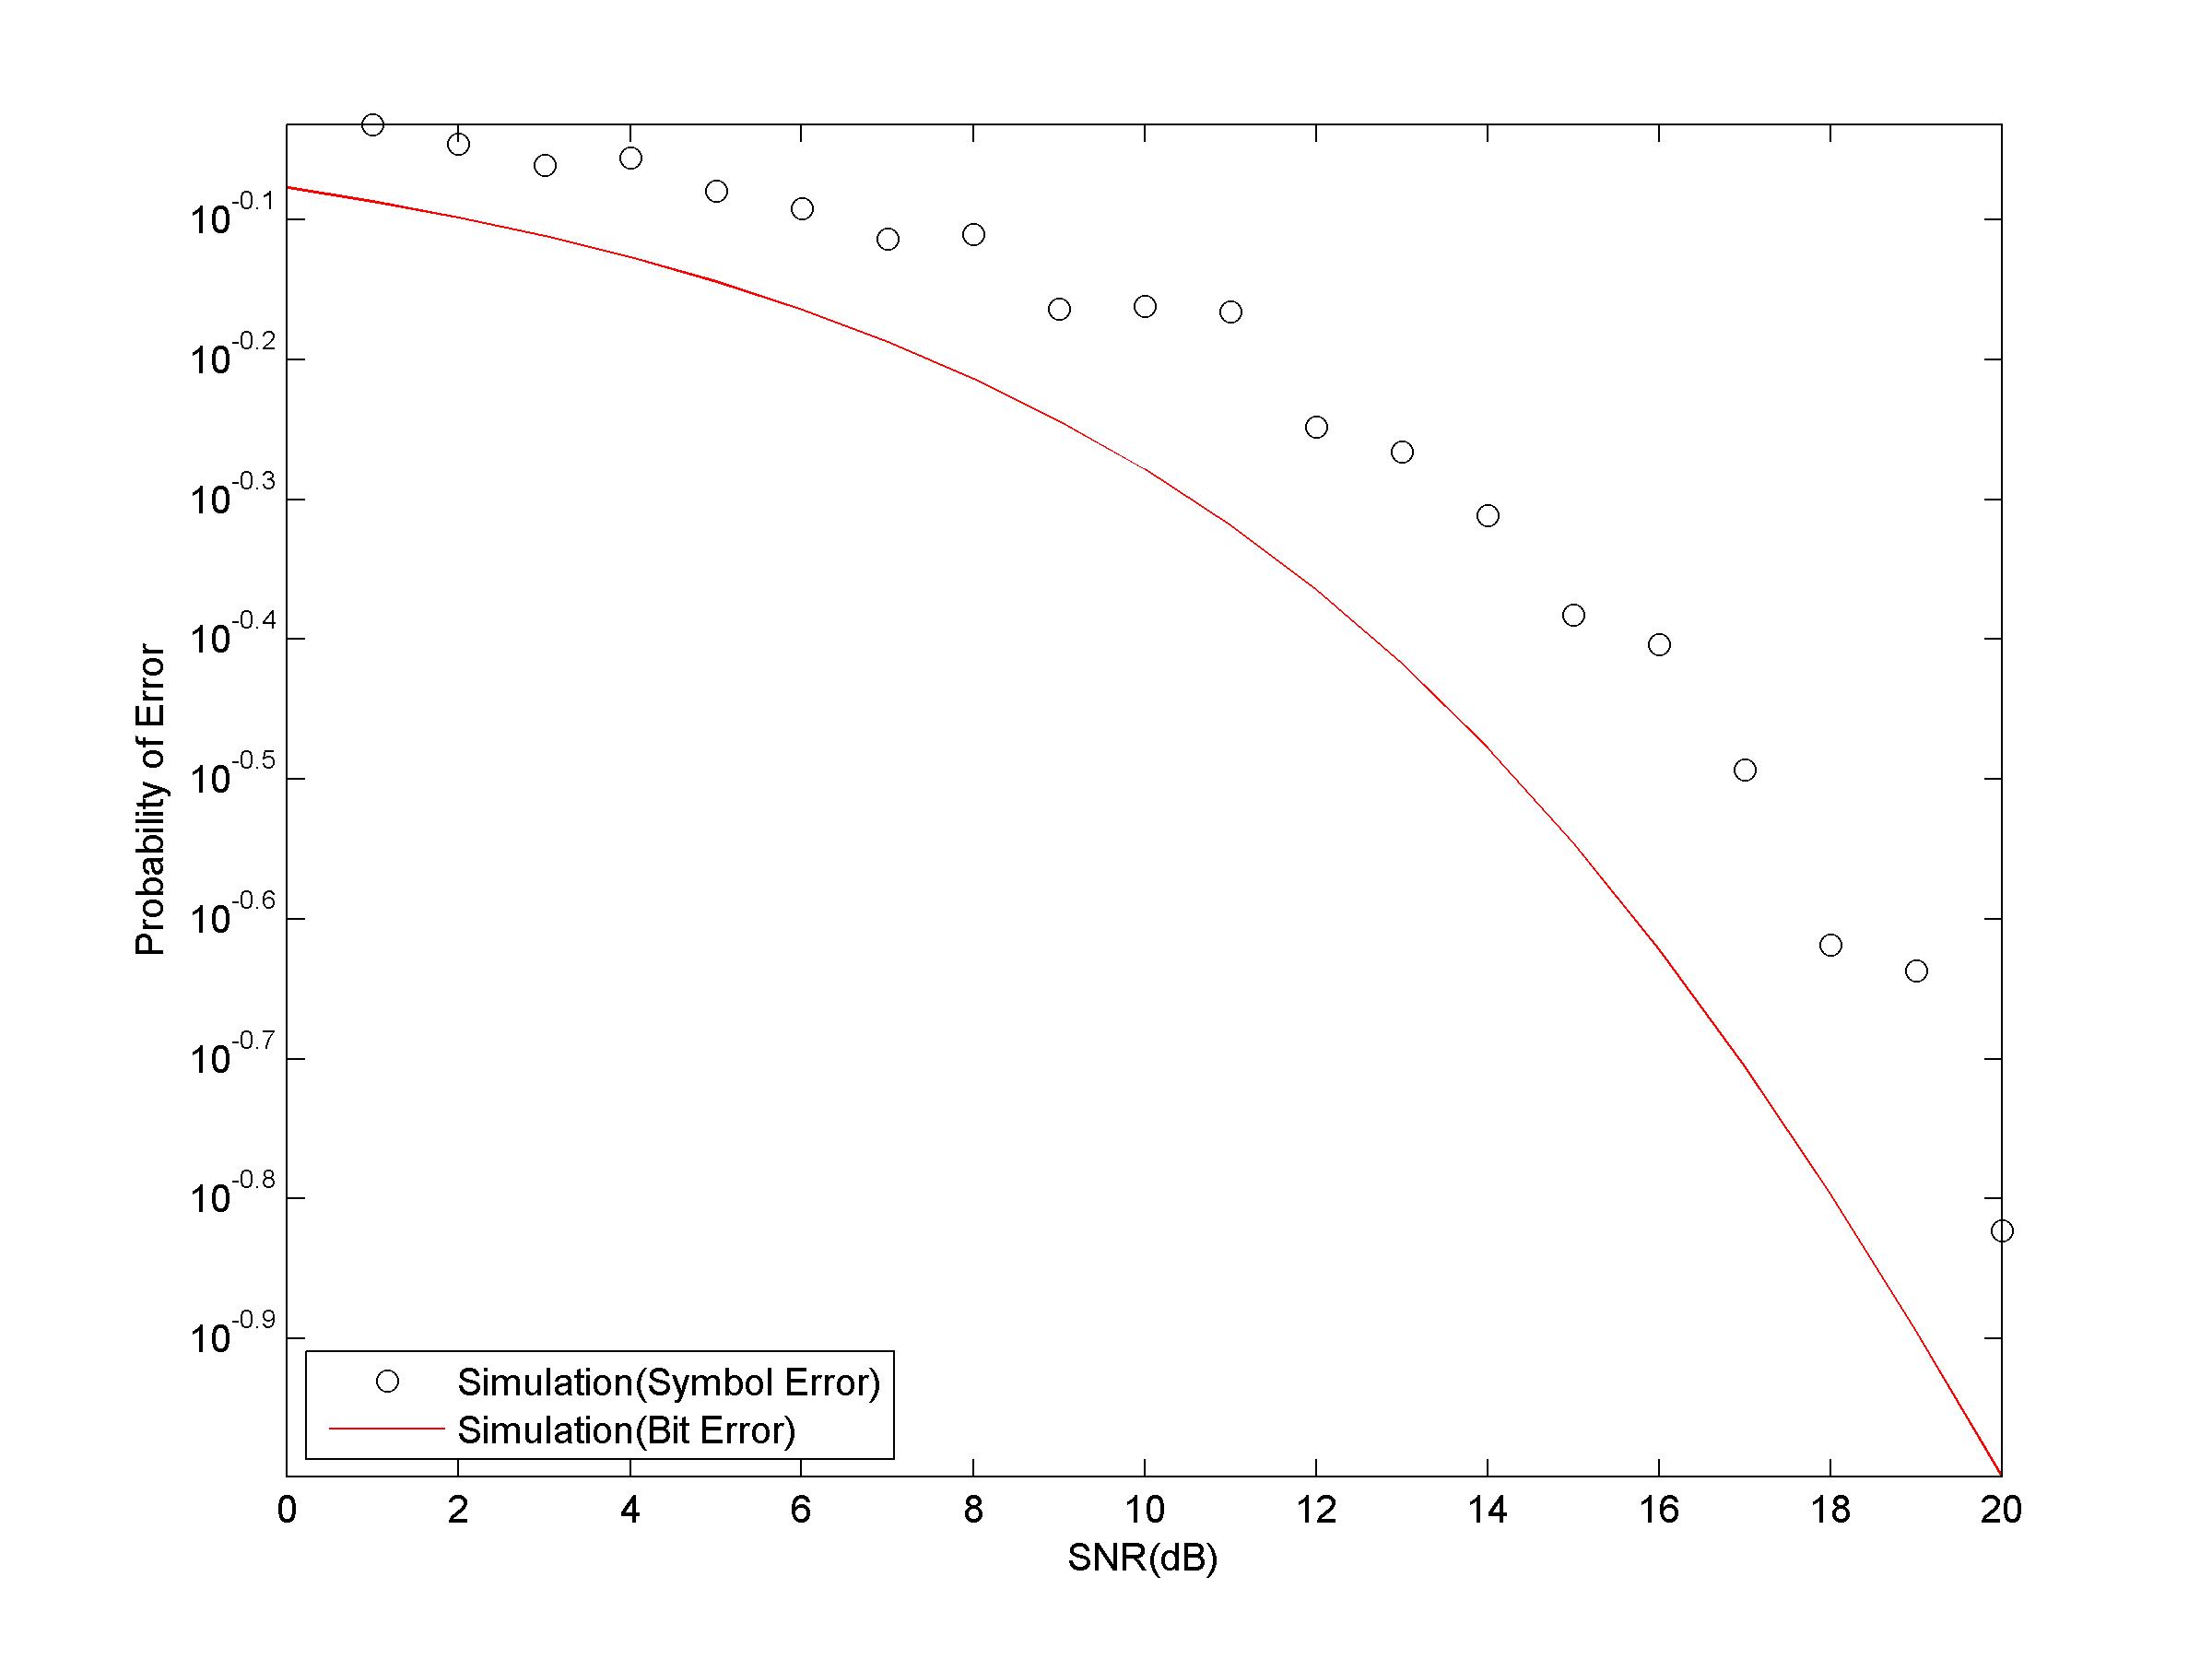 10^-0.1
10^-0.2
10^-0.3
10^-0.4
10^-0.5
10^-0.6
10^-0.7
10^-0.8
10^-0.9
Probability of Error
Simulation(Symbol Error)
Simulation(Bit Error)
0 2 4 6 8 10 12 14 16 18 20
SNR(dB)